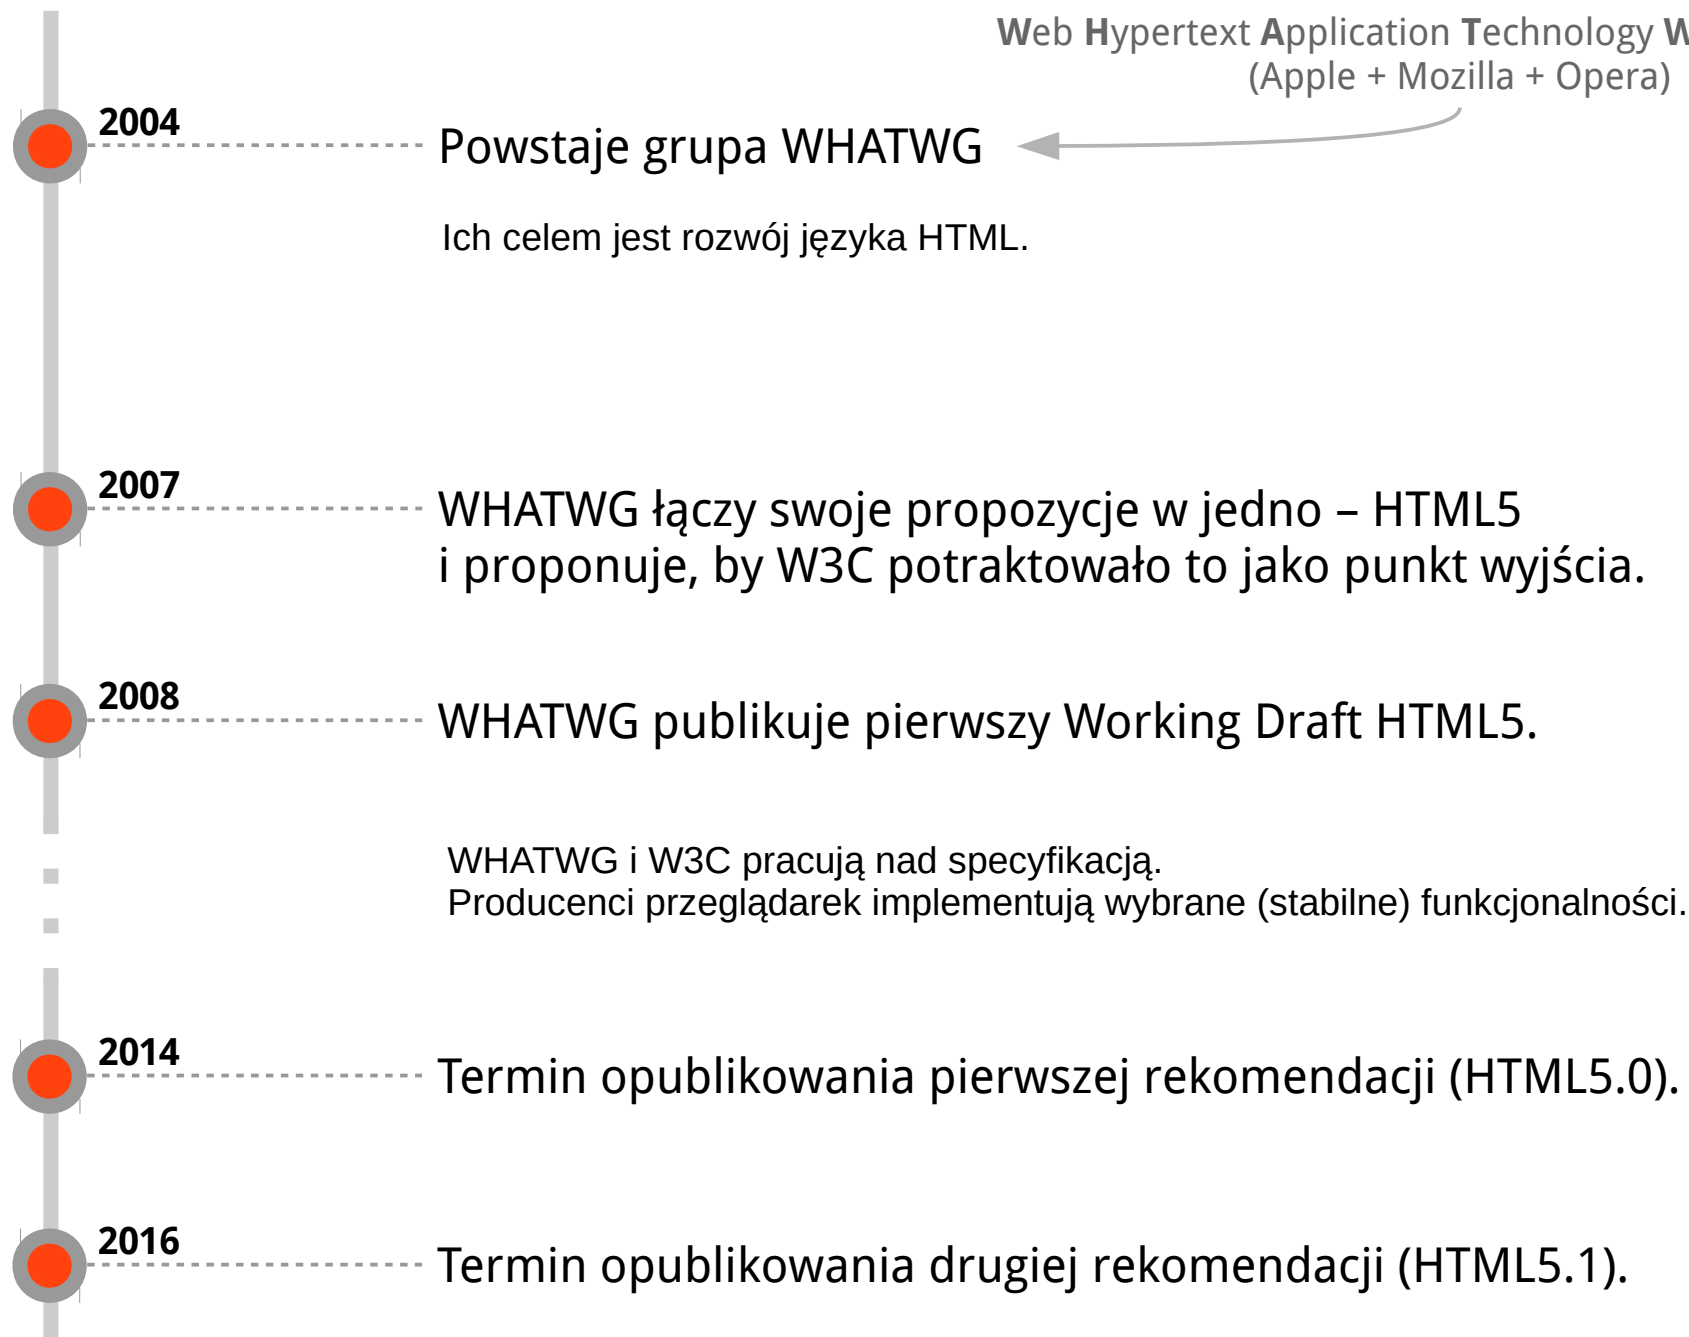 Web Hypertext Application Technology W
(Apple + Mozilla + Opera)
2004
Powstaje grupa WHATWG
Ich celem jest rozwój języka HTML.
2007
WHATWG łączy swoje propozycje w jedno – HTML5
i proponuje, by W3C potraktowało to jako punkt wyjścia.
2008
WHATWG publikuje pierwszy Working Draft HTML5.
WHATWG i W3C pracują nad specyfikacją.
Producenci przeglądarek implementują wybrane (stabilne) funkcjonalności.
2014
Termin opublikowania pierwszej rekomendacji (HTML5.0).
2016
Termin opublikowania drugiej rekomendacji (HTML5.1).